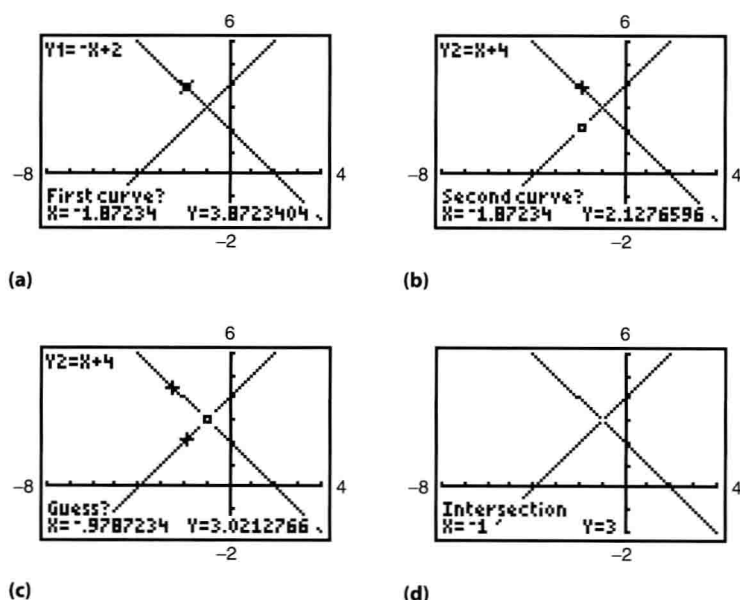 6
Y1=-X+2
-8
4
First curve?
X=-1.87234 Y=3.8723404
-2
(a)
6
Y2=X+4
-8
4
Second curve?
X=-1.87234 Y=2.1276596
-2
(b)
6
Y2=X+4
-8
4
Guess?
X=-.9787234 Y=3.0212766
-2
(c)
6
-8
4
Intersection
X=-1 Y=3
-2
(d)